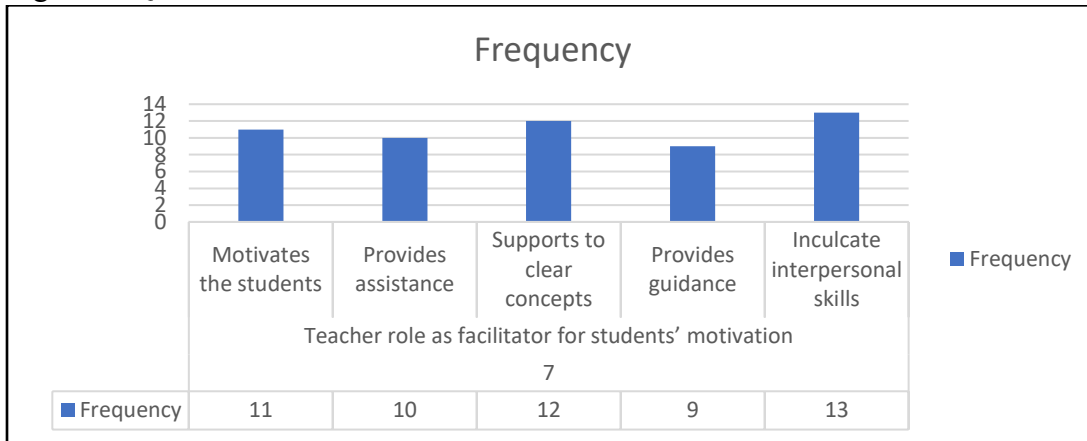 Frequency
14
12
10
8
6
4
2
0
Motivates
the students
Provides
assistance
Supports to
clear
concepts
Provides
guidance
Inculcate
interpersonal
skills
Frequency
Teacher role as facilitator for students’ motivation
7
Frequency 11 10 12 9 13